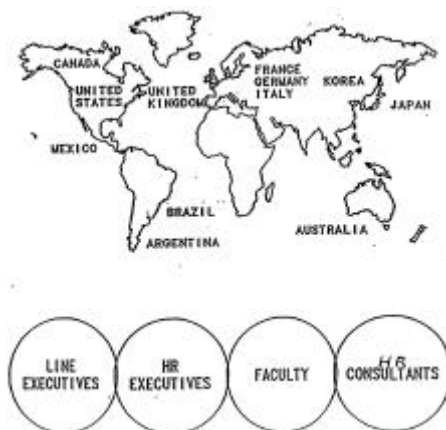 CANADA
UNITED
STATES
UNITED
KINGDOM
FRANCE
GERMANY
ITALY
KOREA
JAPAN
MEXICO
BRAZIL
ARGENTINA
AUSTRALIA
LINE
EXECUTIVES
HR
EXECUTIVES
FACULTY
HR
CONSULTANTS